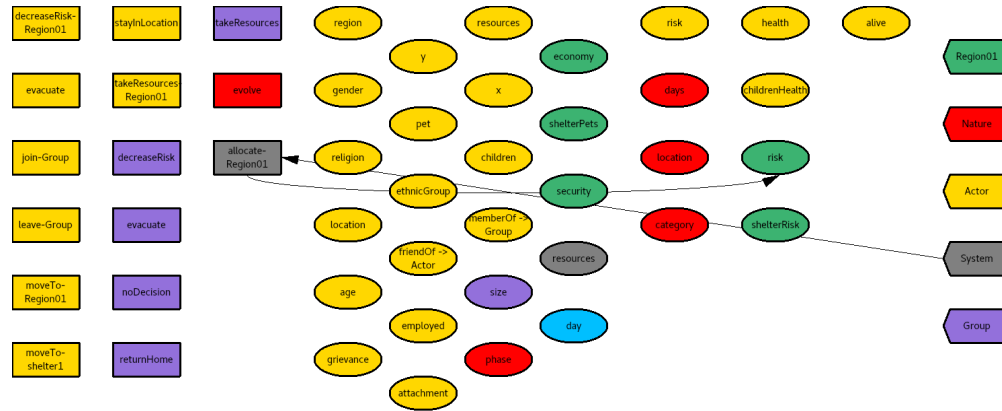 decreaseRisk-
Region01
stayInLocation
takeResources
region
resources
risk
health
alive
y
economy
Region01
evacuate
takeResources-
Region01
evolve
gender
x
days
childrenHealth
pet
shelterPets
Nature
join-Group
decreaseRisk
allocate-
Region01
religion
children
location
risk
ethnicGroup
security
Actor
leave-Group
evacuate
location
memberOf ->
Group
category
shelterRisk
friendOf ->
Actor
resources
System
moveTo-
Region01
noDecision
age
size
employed
day
Group
moveTo-
shelter1
returnHome
grievance
phase
attachment